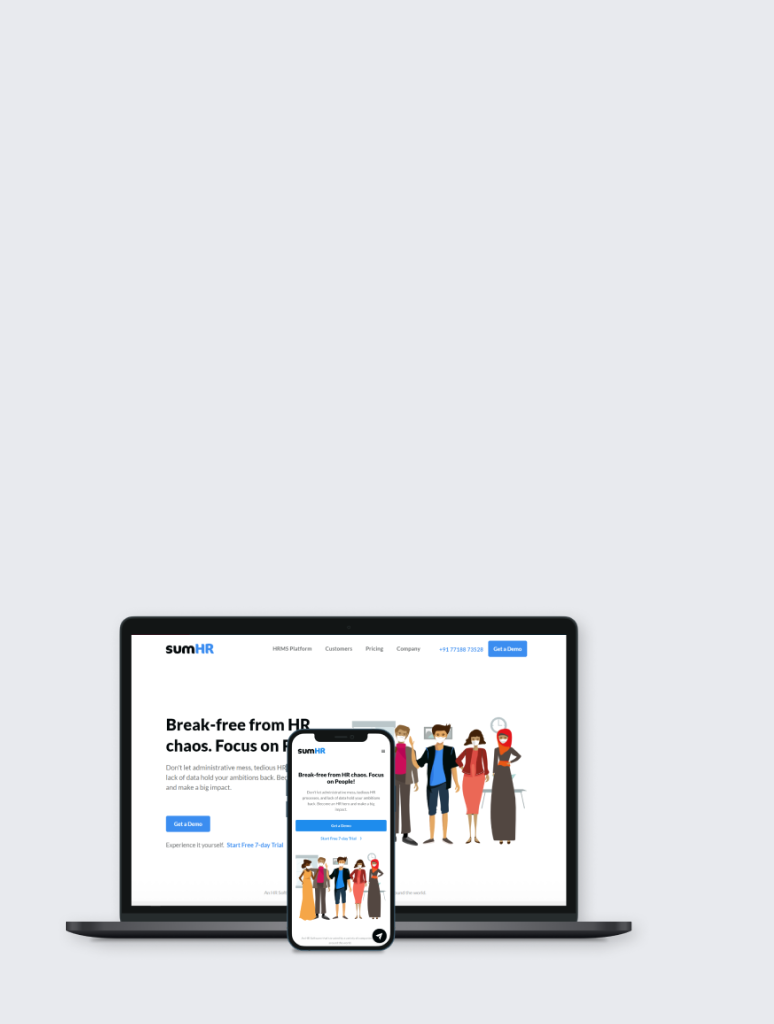 sumHR
HRMS Platform
Customers
Pricing
Company
+91 77188 73528
Get a Demo
Break-free from HR
chaos. Focus on
Don't let administrative mess, tedious HR
lack of data hold your ambitions back.
and make a big impact.
Get a Demo
Experience it yourself. Start Free 7-day Trial
sumHR
Break-free from HR chaos. Focus
on People!
Don't let administrative mess, tedious HR
processes, and lack of data hold your ambitions
back. Become an HR hero and make a big
impact.
Get a Demo
Start Free 7-day Trial